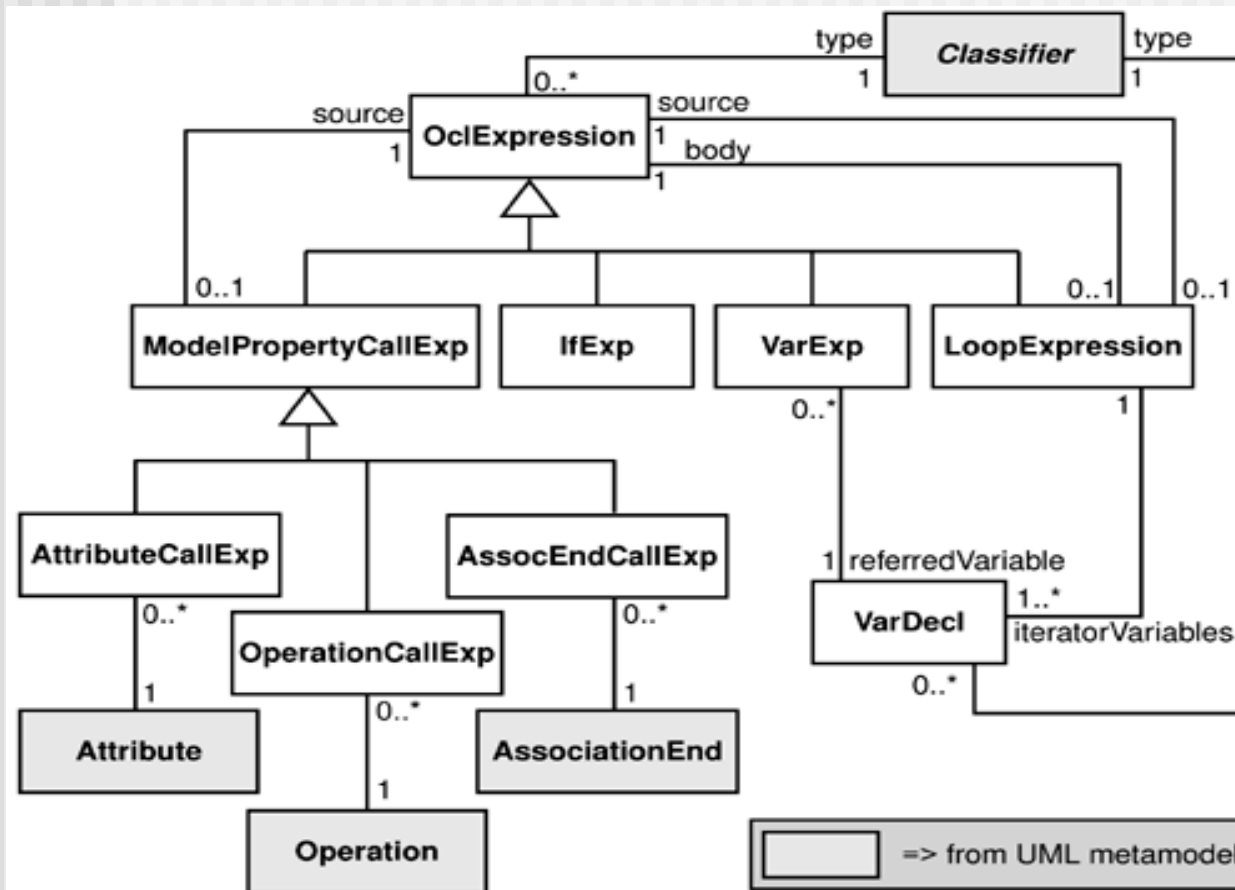 type
Classifier
type
0..*
1
1
source
OclExpression
source
1
1
body
1
0..1
0..1
0..1
ModelPropertyCallExp
IfExp
VarExp
LoopExpression
0..*
1
AttributeCallExp
AssocEndCallExp
1
referredVariable
0..*
0..*
1..*
OperationCallExp
VarDecl
iteratorVariables
1
0..*
1
0..*
Attribute
AssociationEnd
1
Operation
=> from UML metamodel